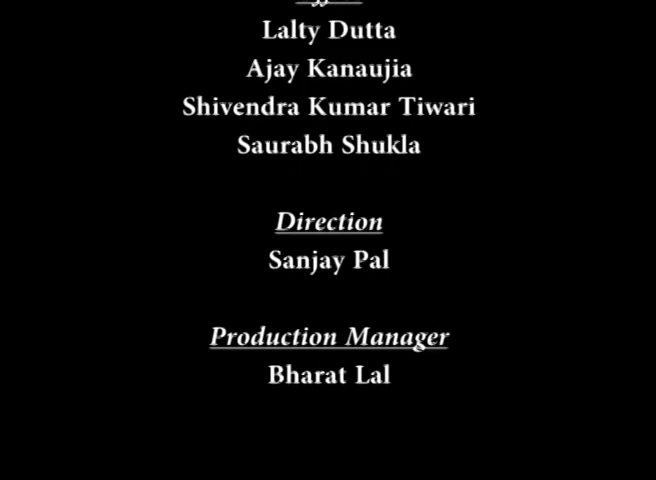 Lalty Dutta
Ajay Kanaujia
Shivendra Kumar Tiwari
Saurabh Shukla
Direction
Sanjay Pal
Production Manager
Bharat Lal